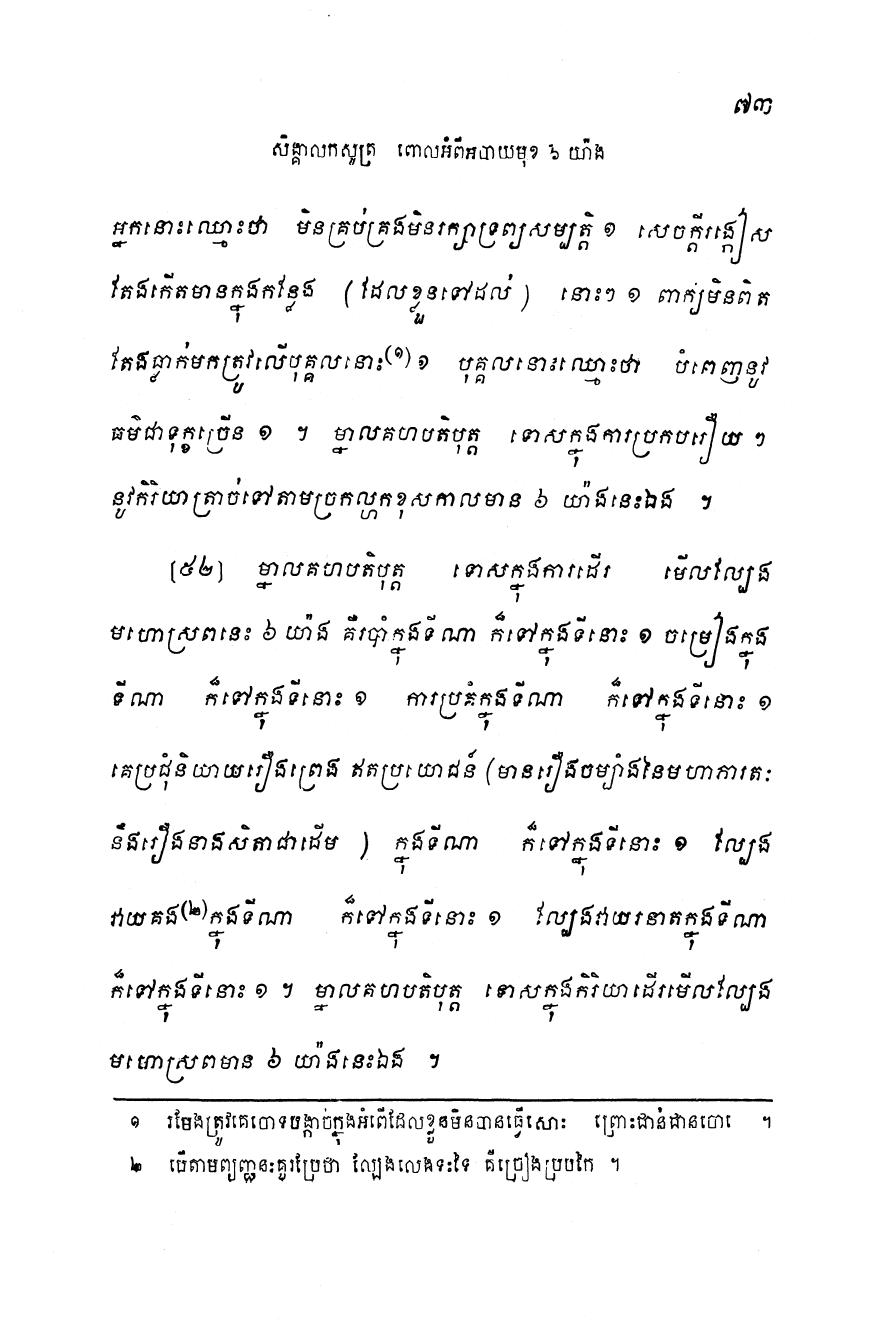 ៧៣
សិង្គាលកសូត្រ ពោលអំពីអបាយមុខ ៦ យ៉ាង
អ្នកនោះឈ្មោះថា មិនគ្រប់គ្រងមិនរក្សាទ្រព្យសម្បត្តិ ១ សេចក្តីរង្កៀស
តែងកើតមានក្នុងកន្លែង (ដែលខ្លួនទៅដល់) នោះៗ ១ ពាក្យមិនពិត
តែងធ្លាក់មកត្រូវលើបុគ្គលនោះ(១) ១ បុគ្គលនោះឈ្មោះថា បំពេញនូវ
ធម៌ជាទុក្ខច្រើន ១ ។ ម្នាលគហបតិបុត្ត ទោសក្នុងការប្រកបរឿយ ៗ
នូវកិរិយាត្រាច់ទៅតាមច្រកល្ហកខុសកាលមាន ៦ យ៉ាងនេះឯង ។
[៥២] ម្នាលគហបតិបុត្ត ទោសក្នុងការដើរ មើលល្បែង
មហោស្រពនេះ ៦ យ៉ាង គឺរបាំក្នុងទីណា ក៏ទៅក្នុងទីនោះ ១ ចម្រៀងក្នុង
ទីណា ក៏ទៅក្នុងទីនោះ ១ ការប្រគំក្នុងទីណា ក៏ទៅក្នុងទីនោះ ១
គេប្រជុំនិយាយរឿងព្រេង ឥតប្រយោជន៍ (មានរឿងចម្បាំងនៃមហាភារតៈ
នឹងរឿងនាងសិតាជាដើម ) ក្នុងទីណា ក៏ទៅក្នុងទីនោះ ១ ល្បែង
វាយគង(២)ក្នុងទីណា ក៏ទៅក្នុងទីនោះ ១ ល្បែងវាយរនាតក្នុងទីណា
ក៏ទៅក្នុងទីនោះ ១ ។ ម្នាលគហបតិបុត្ត ទោសក្នុងកិរិយាដើរមើលល្បែង
មហោស្រពមាន ៦ យ៉ាងនេះឯង ។
១ រមែងត្រូវគេចោទបង្កាច់ក្នុងអំពើដែលខ្លួនមិនបានធ្វើសោះ ព្រោះជាន់ដានចោរ ។
២ បើតាមព្យញ្ជនះគួរប្រែថា ល្បែងលេងទះដៃ គឺច្រៀងប្រប់កៃ ។